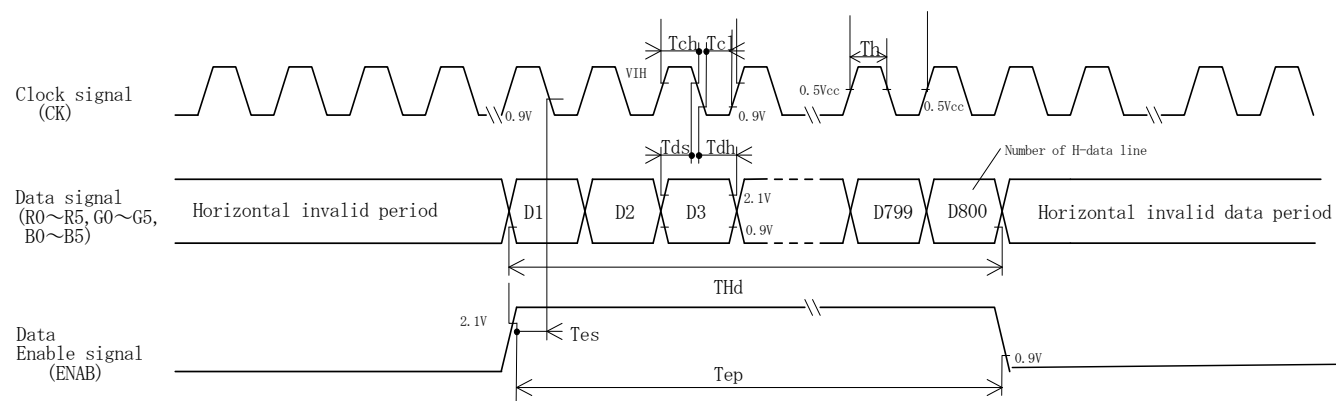 Tch
Tcl
Th
VIH
Clock signal
(CK)
0.9V
0.9V
0.5Vcc
0.5Vcc
Tds
Tdh
Number of H-data line
Data signal
(R0～R5,G0～G5,
B0～B5)
Horizontal invalid period
D1
D2
D3
2.1V
0.9V
D799
D800
Horizontal invalid data period
THd
2.1V
Tes
Data
Enable signal
(ENAB)
0.9V
Tep